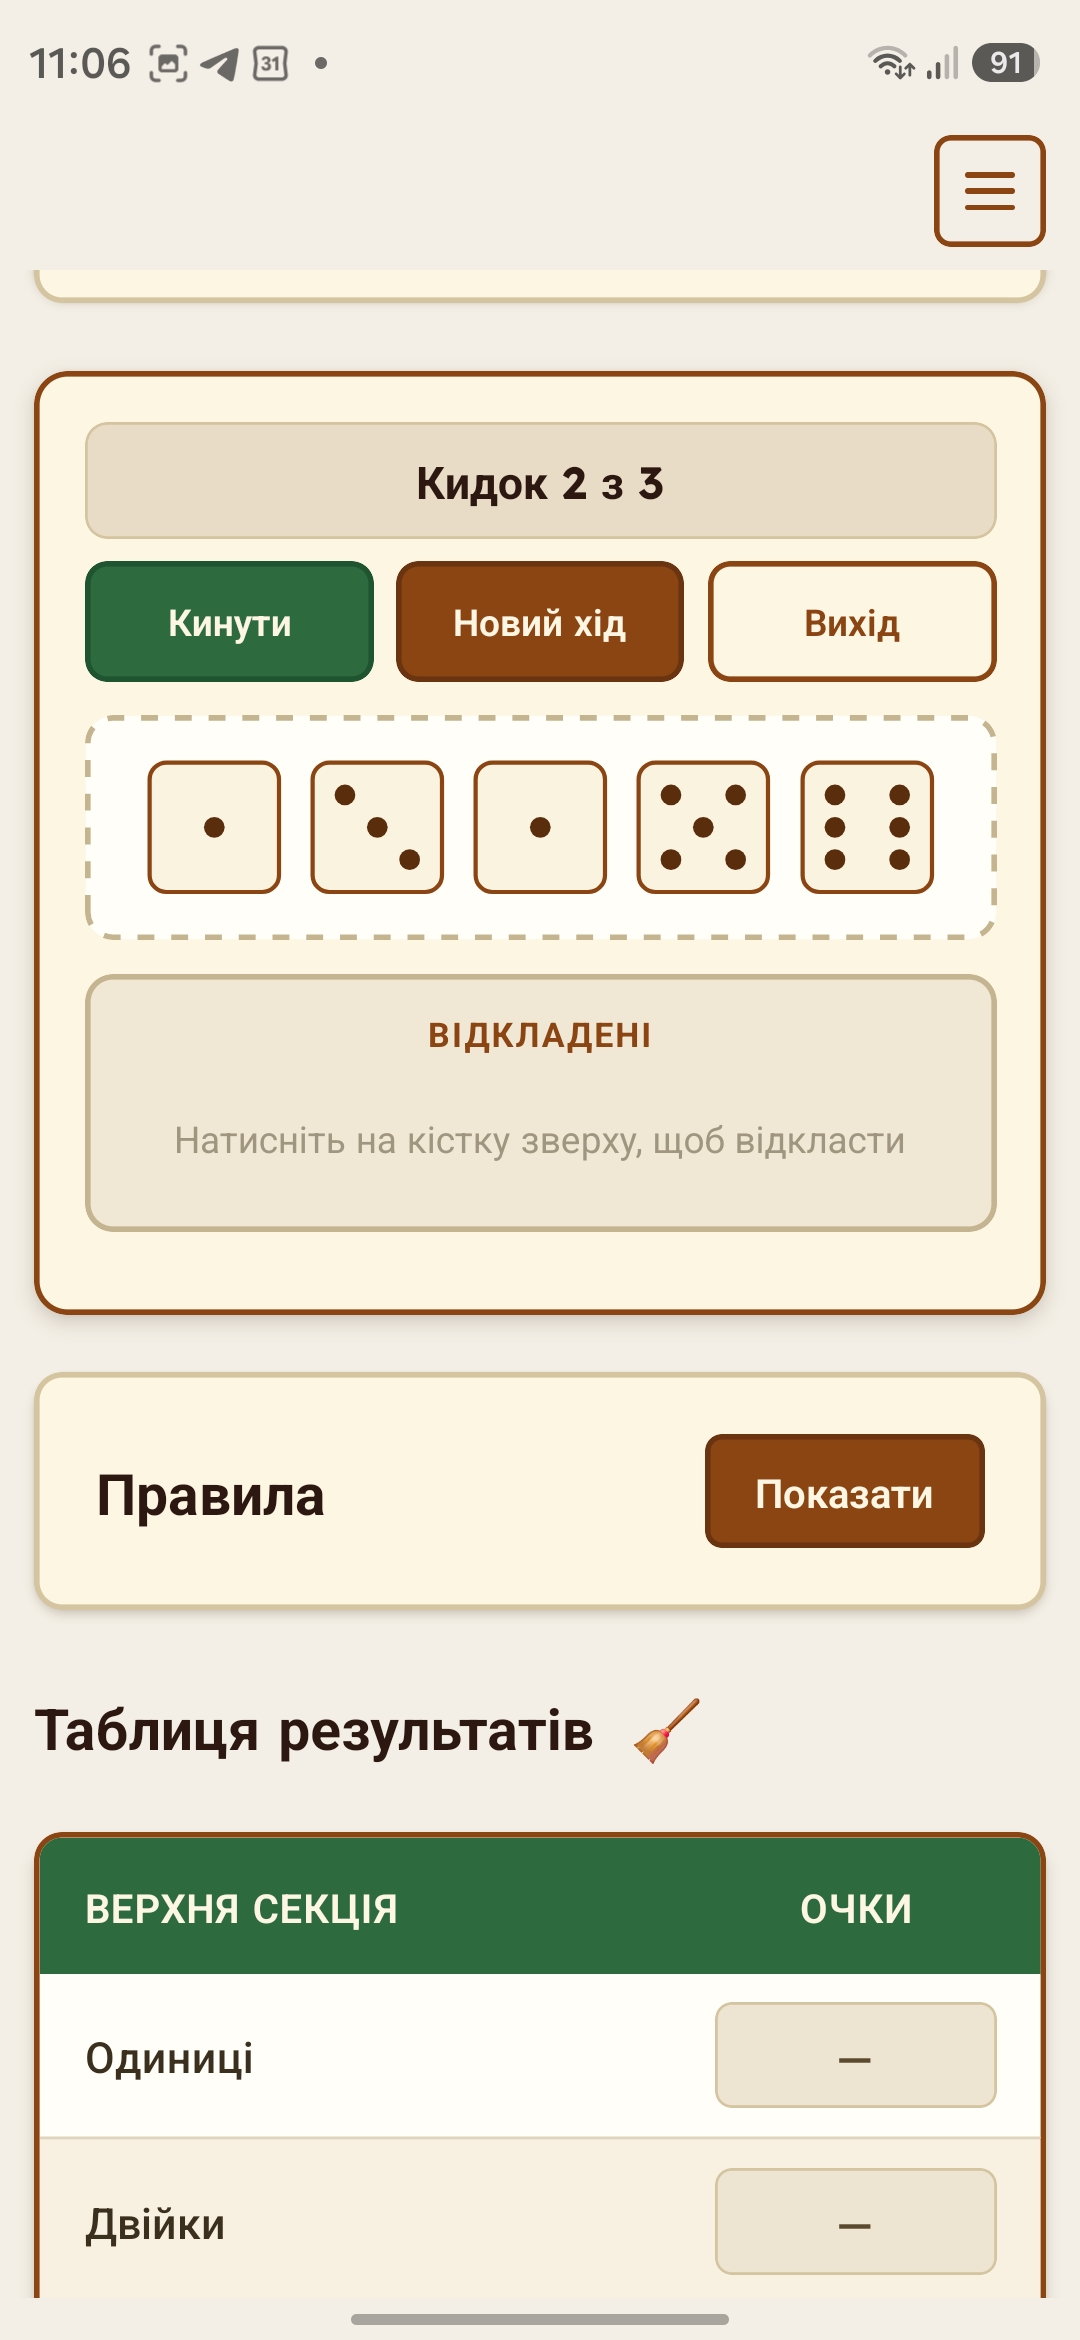 11:06
31
91
Кидок 2 з 3
Кинути
Новий хід
Вихід
ВІДКЛАДЕНІ
Натисніть на кістку зверху, щоб відкласти
Правила
Показати
Таблиця результатів
ВЕРХНЯ СЕКЦІЯ
ОЧКИ
Одиниці
—
Двійки
—